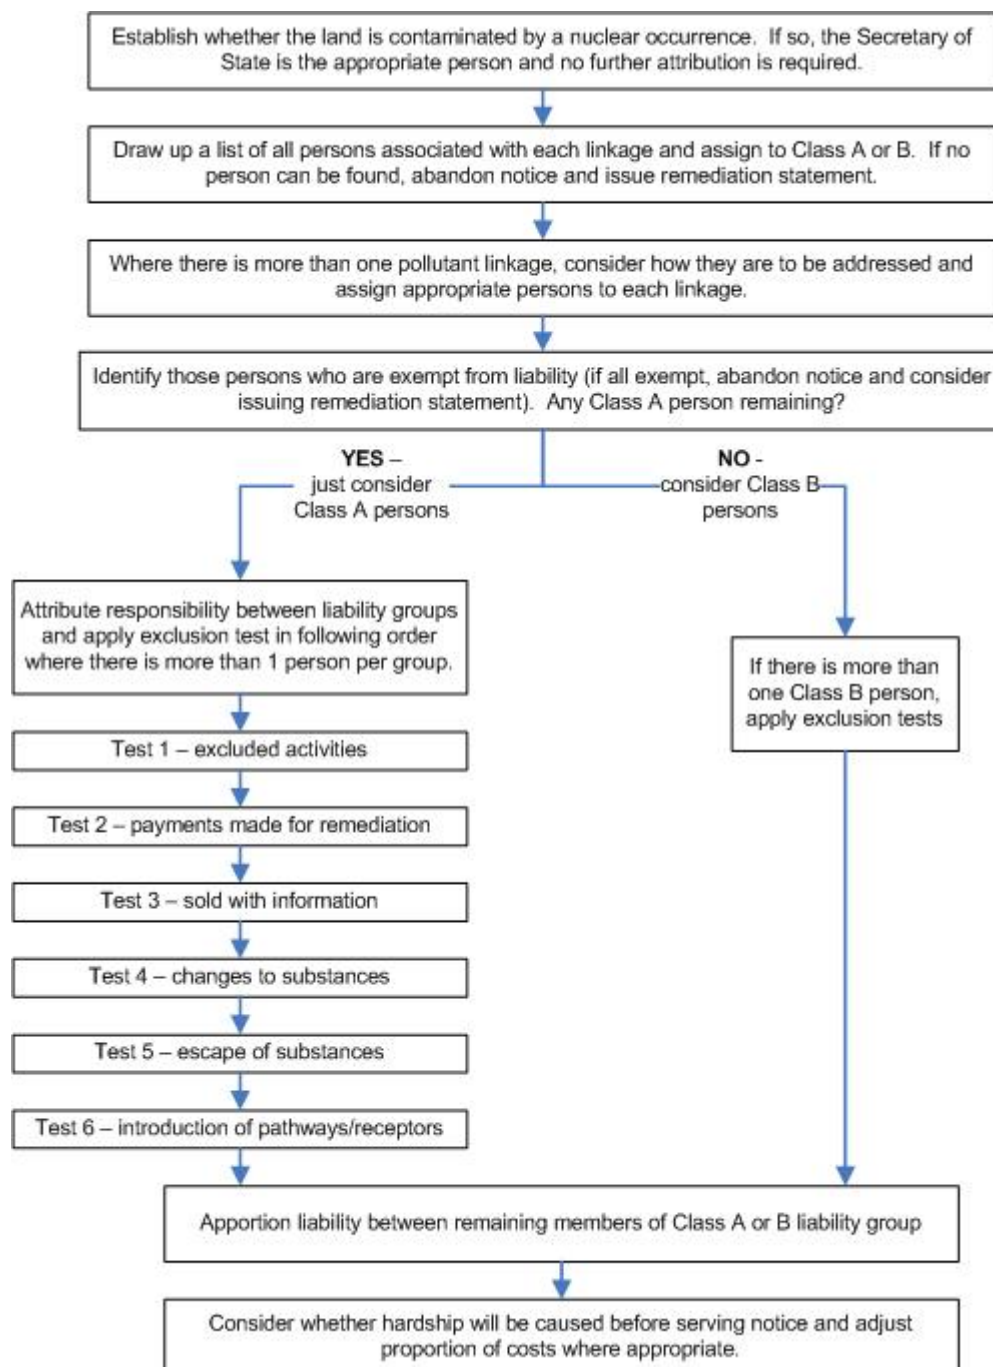 Establish whether the land is contaminated by a nuclear occurrence.  If so, the Secretary of
State is the appropriate person and no further attribution is required.
Draw up a list of all persons associated with each linkage and assign to Class A or B.  If no
person can be found, abandon notice and issue remediation statement.
Where there is more than one pollutant linkage, consider how they are to be addressed and
assign appropriate persons to each linkage.
Identify those persons who are exempt from liability (if all exempt, abandon notice and consider
issuing remediation statement).  Any Class A person remaining?
YES –
just consider
Class A persons
NO -
consider Class B
persons
Attribute responsibility between liability groups
and apply exclusion test in following order
where there is more than 1 person per group.
If there is more than
one Class B person,
apply exclusion tests
Test 1 – excluded activities
Test 2 – payments made for remediation
Test 3 – sold with information
Test 4 – changes to substances
Test 5 – escape of substances
Test 6 – introduction of pathways/receptors
Apportion liability between remaining members of Class A or B liability group
Consider whether hardship will be caused before serving notice and adjust
proportion of costs where appropriate.